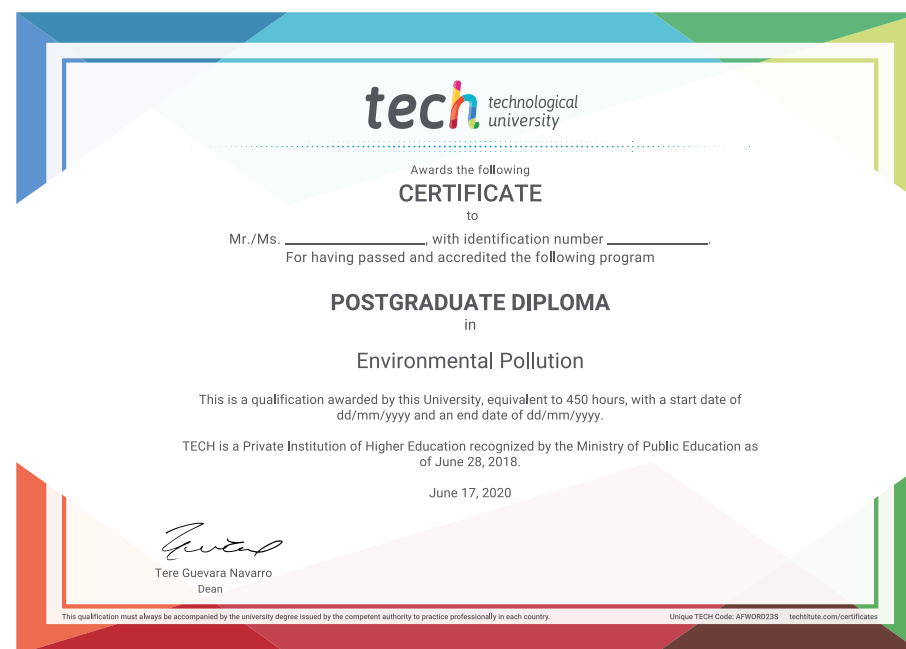 tech technological
university
Awards the following
CERTIFICATE
to
Mr./Ms. ____________________, with identification number ______________.
For having passed and accredited the following program
POSTGRADUATE DIPLOMA
in
Environmental Pollution
This is a qualification awarded by this University, equivalent to 450 hours, with a start date of
dd/mm/yyyy and an end date of dd/mm/yyyy.
TECH is a Private Institution of Higher Education recognized by the Ministry of Public Education as
of June 28, 2018.
June 17, 2020
Tere Guevara Navarro
Dean
This qualification must always be accompanied by the university degree issued by the competent authority to practice professionally in each country. Unique TECH Code: AFWORD23S techtitute.com/certificates